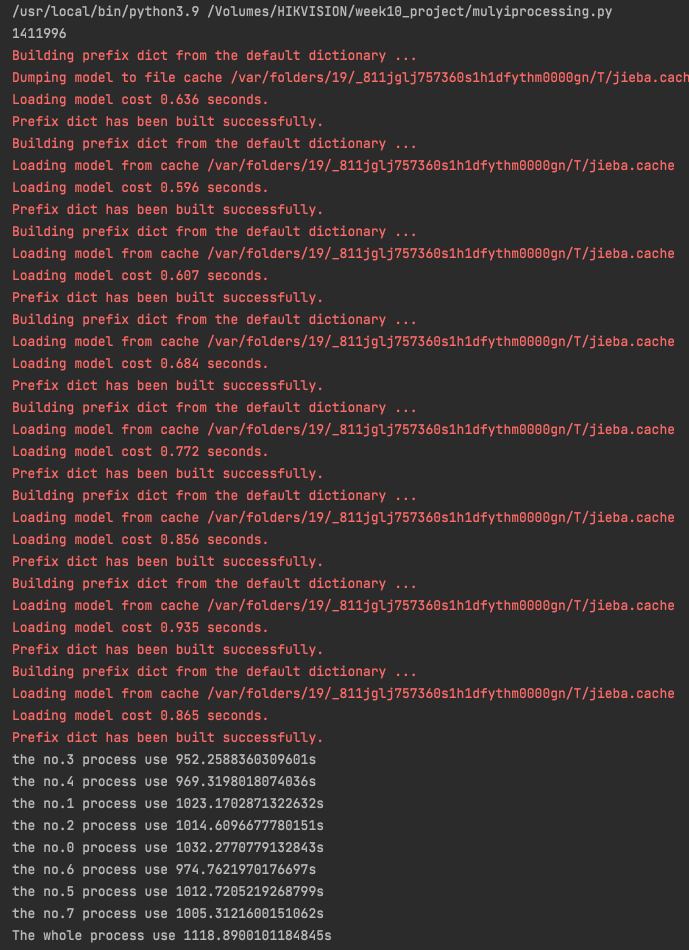 /usr/local/bin/python3.9 /Volumes/HIKVISION/week10_project/mulyiprocessing.py
1411996
Building prefix dict from the default dictionary ...
Dumping model to file cache /var/folders/19/_811jglj757360s1h1dfythm0000gn/T/jieba.cach
Loading model cost 0.636 seconds.
Prefix dict has been built successfully.
Building prefix dict from the default dictionary ...
Loading model from cache /var/folders/19/_811jglj757360s1h1dfythm0000gn/T/jieba.cache
Loading model cost 0.596 seconds.
Prefix dict has been built successfully.
Building prefix dict from the default dictionary ...
Loading model from cache /var/folders/19/_811jglj757360s1h1dfythm0000gn/T/jieba.cache
Loading model cost 0.607 seconds.
Prefix dict has been built successfully.
Building prefix dict from the default dictionary ...
Loading model from cache /var/folders/19/_811jglj757360s1h1dfythm0000gn/T/jieba.cache
Loading model cost 0.684 seconds.
Prefix dict has been built successfully.
Building prefix dict from the default dictionary ...
Loading model from cache /var/folders/19/_811jglj757360s1h1dfythm0000gn/T/jieba.cache
Loading model cost 0.772 seconds.
Prefix dict has been built successfully.
Building prefix dict from the default dictionary ...
Loading model from cache /var/folders/19/_811jglj757360s1h1dfythm0000gn/T/jieba.cache
Loading model cost 0.856 seconds.
Prefix dict has been built successfully.
Building prefix dict from the default dictionary ...
Loading model from cache /var/folders/19/_811jglj757360s1h1dfythm0000gn/T/jieba.cache
Loading model cost 0.935 seconds.
Prefix dict has been built successfully.
Building prefix dict from the default dictionary ...
Loading model from cache /var/folders/19/_811jglj757360s1h1dfythm0000gn/T/jieba.cache
Loading model cost 0.865 seconds.
Prefix dict has been built successfully.
the no.3 process use 952.2588360309601s
the no.4 process use 969.3198018074036s
the no.1 process use 1023.1702871322632s
the no.2 process use 1014.6096677780151s
the no.0 process use 1032.2770779132843s
the no.6 process use 974.7621970176697s
the no.5 process use 1012.7205219268799s
the no.7 process use 1005.3121600151062s
The whole process use 1118.8900101184845s